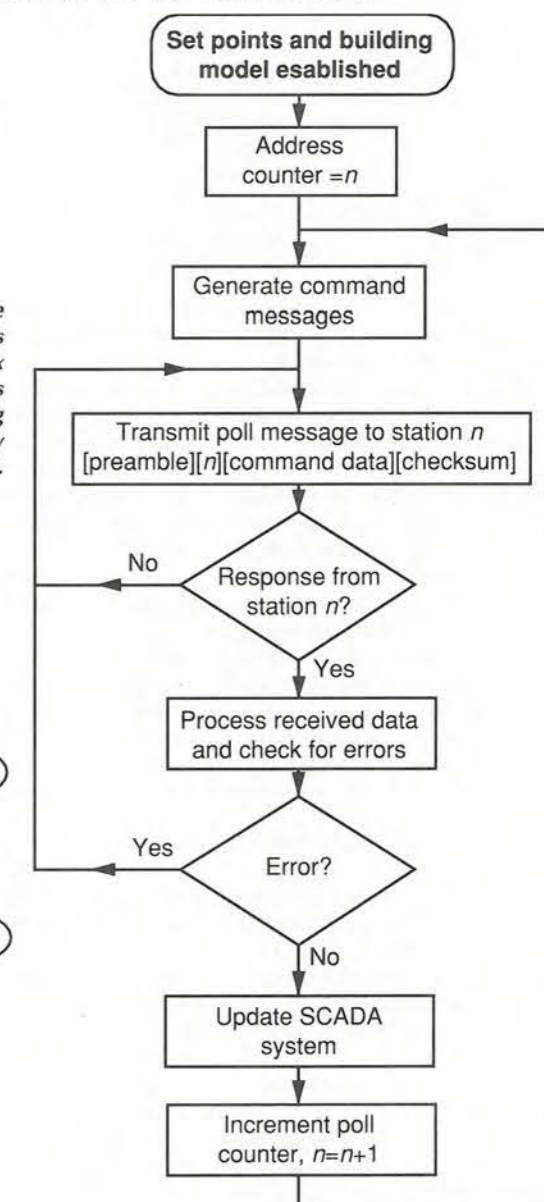 Set points and building
model esablished
Address
counter =n
Generate command
messages
Transmit poll message to station n
[preamble][n][command data][checksum]
No
Response from
station n?
Yes
Process received data
and check for errors
Yes
Error?
No
Update SCADA
system
Increment poll
counter, n=n+1